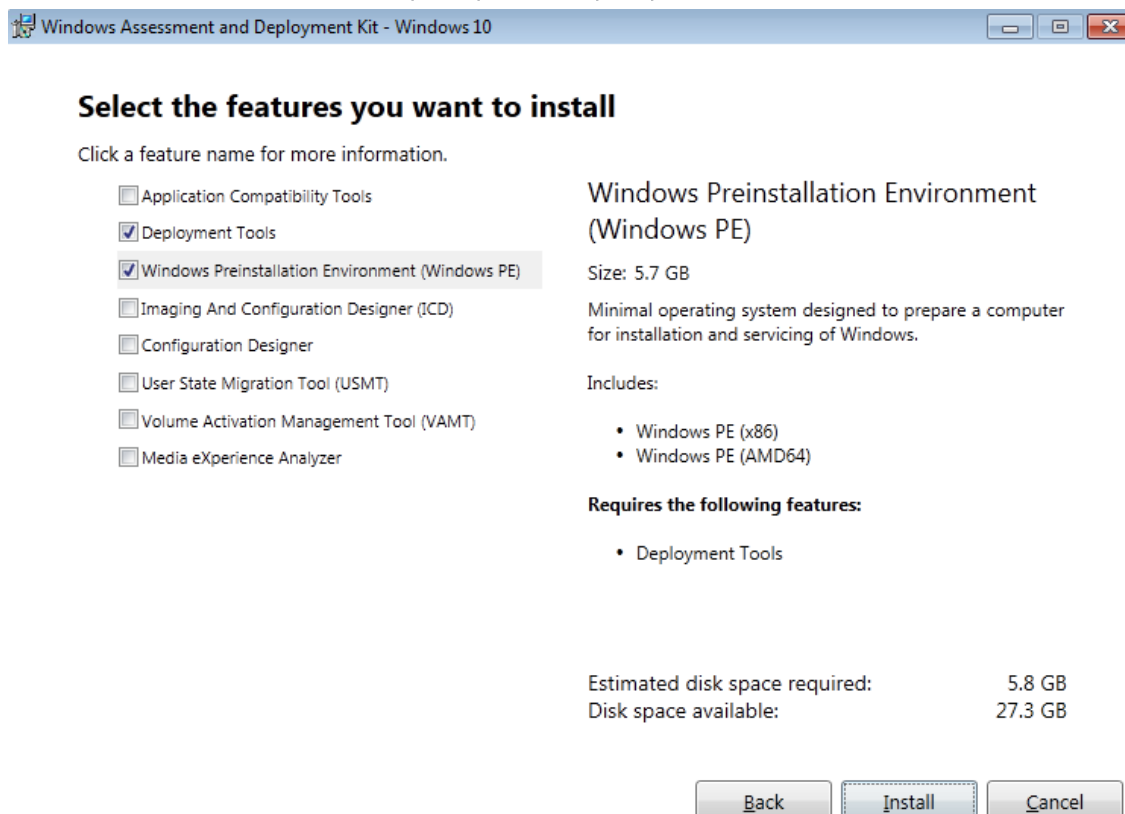 Windows Assessment and Deployment Kit - Windows 10
Select the features you want to install
Click a feature name for more information.
Application Compatibility Tools
Deployment Tools
Windows Preinstallation Environment (Windows PE)
Imaging And Configuration Designer (ICD)
Configuration Designer
User State Migration Tool (USMT)
Volume Activation Management Tool (VAMT)
Media eXperience Analyzer
Windows Preinstallation Environment
(Windows PE)
Size: 5.7 GB
Minimal operating system designed to prepare a computer
for installation and servicing of Windows.
Includes:
• Windows PE (x86)
• Windows PE (AMD64)
Requires the following features:
• Deployment Tools
Estimated disk space required: 5.8 GB
Disk space available: 27.3 GB
Back Install Cancel